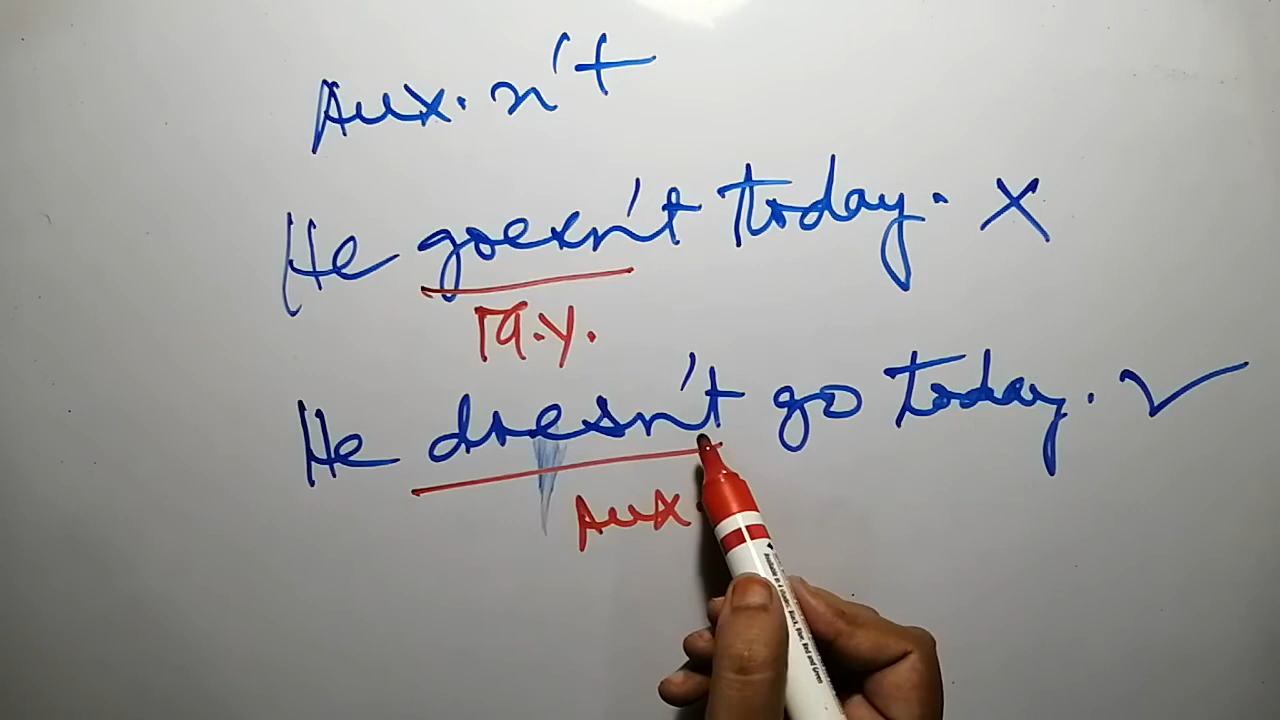 Aux. n't
He goesn't today. ×
He doesn't go today. ✓
Aux.